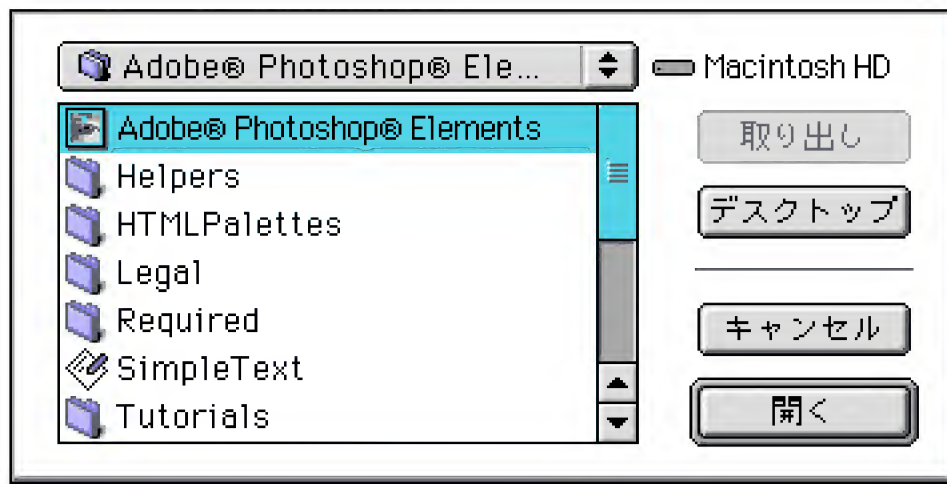 Adobe® Photoshop® Ele...
Macintosh HD
Adobe® Photoshop® Elements
Helpers
HTMLPalettes
Legal
Required
SimpleText
Tutorials
取り出し
デスクトップ
キャンセル
開く